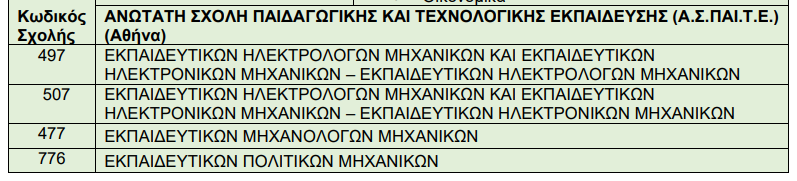 Οικονομικά
Κωδικός Σχολής
ΑΝΩΤΑΤΗ ΣΧΟΛΗ ΠΑΙΔΑΓΩΓΙΚΗΣ ΚΑΙ ΤΕΧΝΟΛΟΓΙΚΗΣ ΕΚΠΑΙΔΕΥΣΗΣ (Α.Σ.ΠΑΙ.Τ.Ε.)
(Αθήνα)
497
ΕΚΠΑΙΔΕΥΤΙΚΩΝ ΗΛΕΚΤΡΟΛΟΓΩΝ ΜΗΧΑΝΙΚΩΝ ΚΑΙ ΕΚΠΑΙΔΕΥΤΙΚΩΝ
ΗΛΕΚΤΡΟΝΙΚΩΝ ΜΗΧΑΝΙΚΩΝ – ΕΚΠΑΙΔΕΥΤΙΚΩΝ ΗΛΕΚΤΡΟΛΟΓΩΝ ΜΗΧΑΝΙΚΩΝ
507
ΕΚΠΑΙΔΕΥΤΙΚΩΝ ΗΛΕΚΤΡΟΛΟΓΩΝ ΜΗΧΑΝΙΚΩΝ ΚΑΙ ΕΚΠΑΙΔΕΥΤΙΚΩΝ
ΗΛΕΚΤΡΟΝΙΚΩΝ ΜΗΧΑΝΙΚΩΝ – ΕΚΠΑΙΔΕΥΤΙΚΩΝ ΗΛΕΚΤΡΟΝΙΚΩΝ ΜΗΧΑΝΙΚΩΝ
477
ΕΚΠΑΙΔΕΥΤΙΚΩΝ ΜΗΧΑΝΟΛΟΓΩΝ ΜΗΧΑΝΙΚΩΝ
776
ΕΚΠΑΙΔΕΥΤΙΚΩΝ ΠΟΛΙΤΙΚΩΝ ΜΗΧΑΝΙΚΩΝ